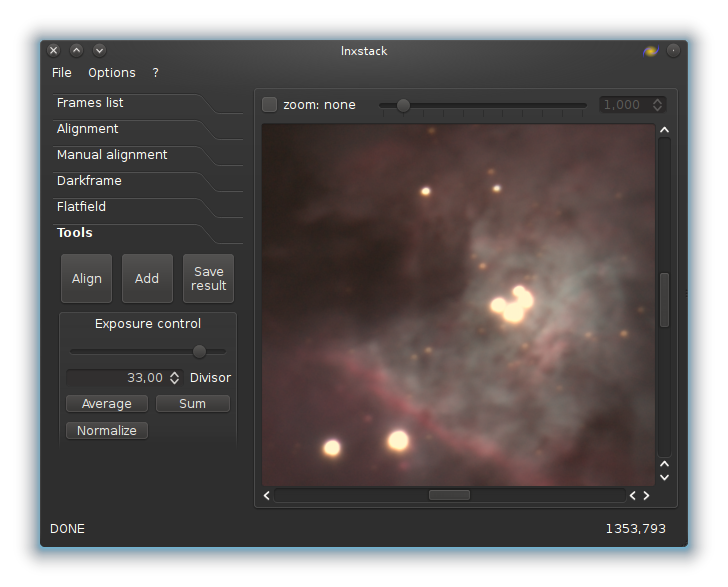 lnxstack
File Options ?
Frames list
Alignment
Manual alignment
Darkframe
Flatfield
Tools
Align Add Save result
Exposure control
33,00 Divisor
Average Sum
Normalize
zoom: none 1,000
DONE 1353,793